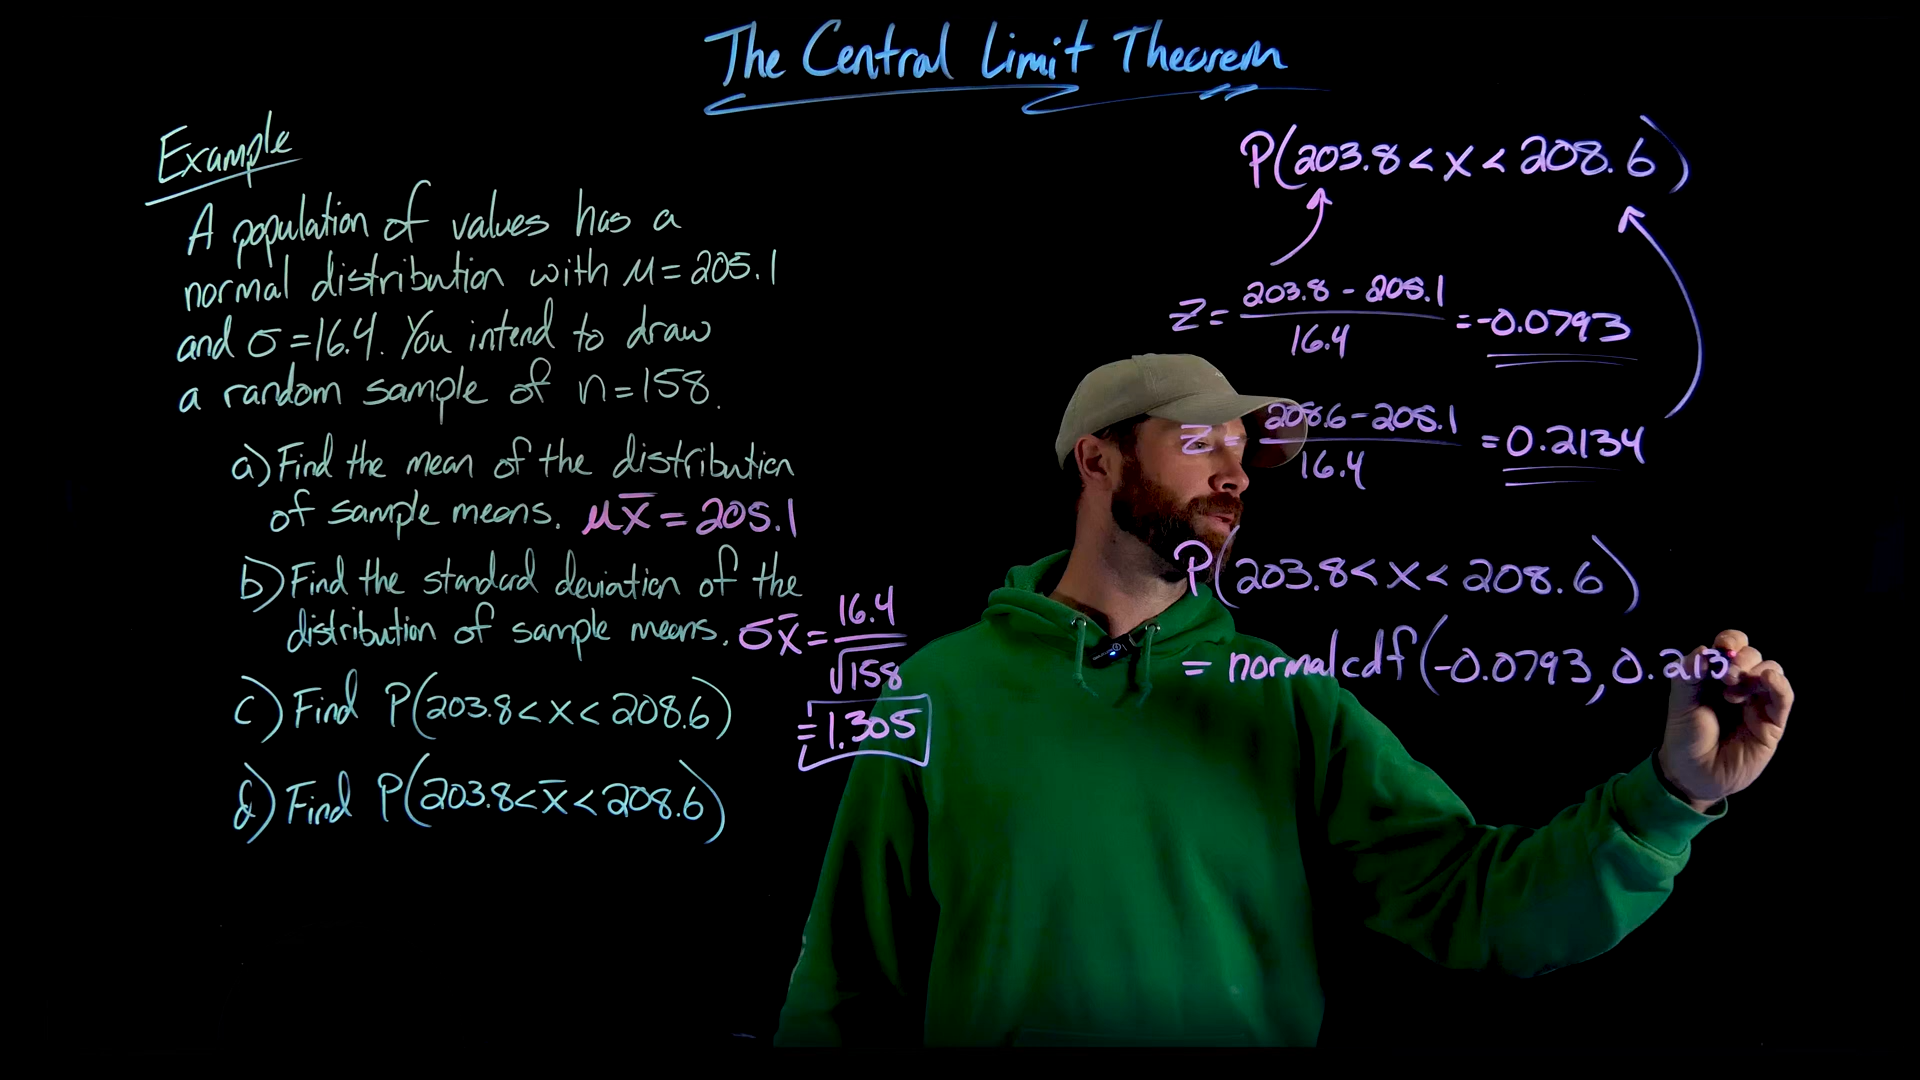 The Central Limit Theorem
Example
A population of values has a
normal distribution with μ=205.1
and σ=16.4. You intend to draw
a random sample of n=158.
a) Find the mean of the distribution
of sample means. μx̄ = 205.1
b) Find the standard deviation of the
distribution of sample means. σx̄ = 16.4 / √158
= 1.305
c) Find P(203.8 < x < 208.6)
d) Find P(203.8 < x̄ < 208.6)
P(203.8 < x < 208.6)
Z = 203.8 - 205.1 / 16.4 = -0.0793
Z = 208.6 - 205.1 / 16.4 = 0.2134
P(203.8 < x < 208.6)
= normalcdf(-0.0793, 0.213